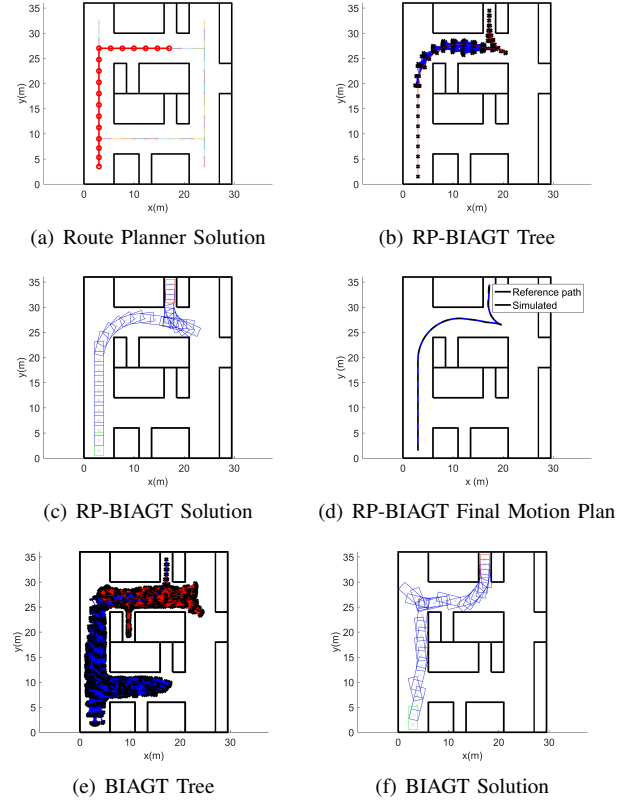 35
30
25
20
15
10
5
0
y(m)
0 10 20 30
x(m)
(a) Route Planner Solution
35
30
25
20
15
10
5
0
y(m)
0 10 20 30
x(m)
(b) RP-BIAGT Tree
35
30
25
20
15
10
5
0
y(m)
0 10 20 30
x(m)
(c) RP-BIAGT Solution
35
30
25
20
15
10
5
0
y (m)
Reference path
Simulated
0 10 20 30
x (m)
(d) RP-BIAGT Final Motion Plan
35
30
25
20
15
10
5
0
y(m)
0 10 20 30
x(m)
(e) BIAGT Tree
35
30
25
20
15
10
5
0
y(m)
0 10 20 30
x(m)
(f) BIAGT Solution